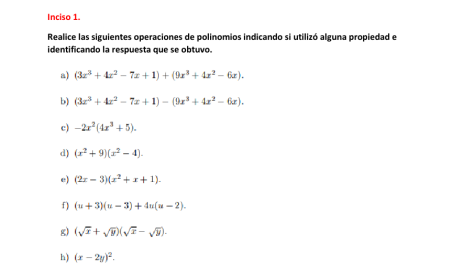 Inciso 1.
Realice las siguientes operaciones de polinomios indicando si utilizó alguna propiedad e
identificando la respuesta que se obtuvo.
a) (3x³ + 4x² − 7x + 1) + (9x³ + 4x² − 6x).
b) (3x³ + 4x² − 7x + 1) − (9x³ + 4x² − 6x).
c) −2x²(4x³ + 5).
d) (x² + 9)(x² − 4).
e) (2x − 3)(x² + x + 1).
f) (u + 3)(u − 3) + 4u(u − 2).
g) (√x + √y)(√x − √y).
h) (x − 2y)².